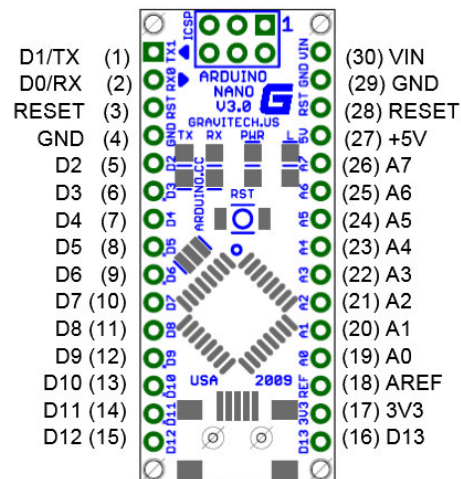 D1/TX (1)
D0/RX (2)
RESET (3)
GND (4)
D2 (5)
D3 (6)
D4 (7)
D5 (8)
D6 (9)
D7 (10)
D8 (11)
D9 (12)
D10 (13)
D11 (14)
D12 (15)
ICSP
1
TX1
RX0
RST
GND
D2
D3
D4
D5
D6
D7
D8
D9
D10
D11
D12
ARDUINO
NANO
V3.0
G
GRAVITECH.US
TX RX PWR L
ARDUINO.CC
RST
USA 2009
VIN
GND
RST
5V
A7
A6
A5
A4
A3
A2
A1
A0
REF
3V3
D13
(30) VIN
(29) GND
(28) RESET
(27) +5V
(26) A7
(25) A6
(24) A5
(23) A4
(22) A3
(21) A2
(20) A1
(19) A0
(18) AREF
(17) 3V3
(16) D13